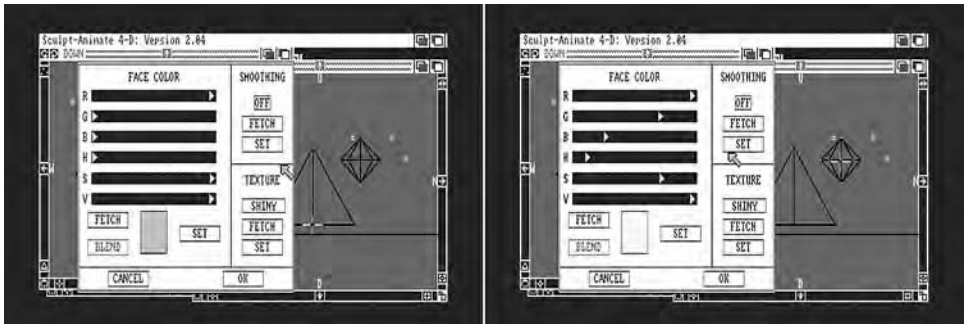 Sculpt-Animate 4-D: Version 2.04
DOWN
FACE COLOR
R
G
B
H
S
V
FETCH
BLEND
SET
SMOOTHING
OFF
FETCH
SET
TEXTURE
SHINY
FETCH
SET
CANCEL
OK
U
W
N
D
Sculpt-Animate 4-D: Version 2.04
DOWN
FACE COLOR
R
G
B
H
S
V
FETCH
BLEND
SET
SMOOTHING
OFF
FETCH
SET
TEXTURE
SHINY
FETCH
SET
CANCEL
OK
U
W
N
D